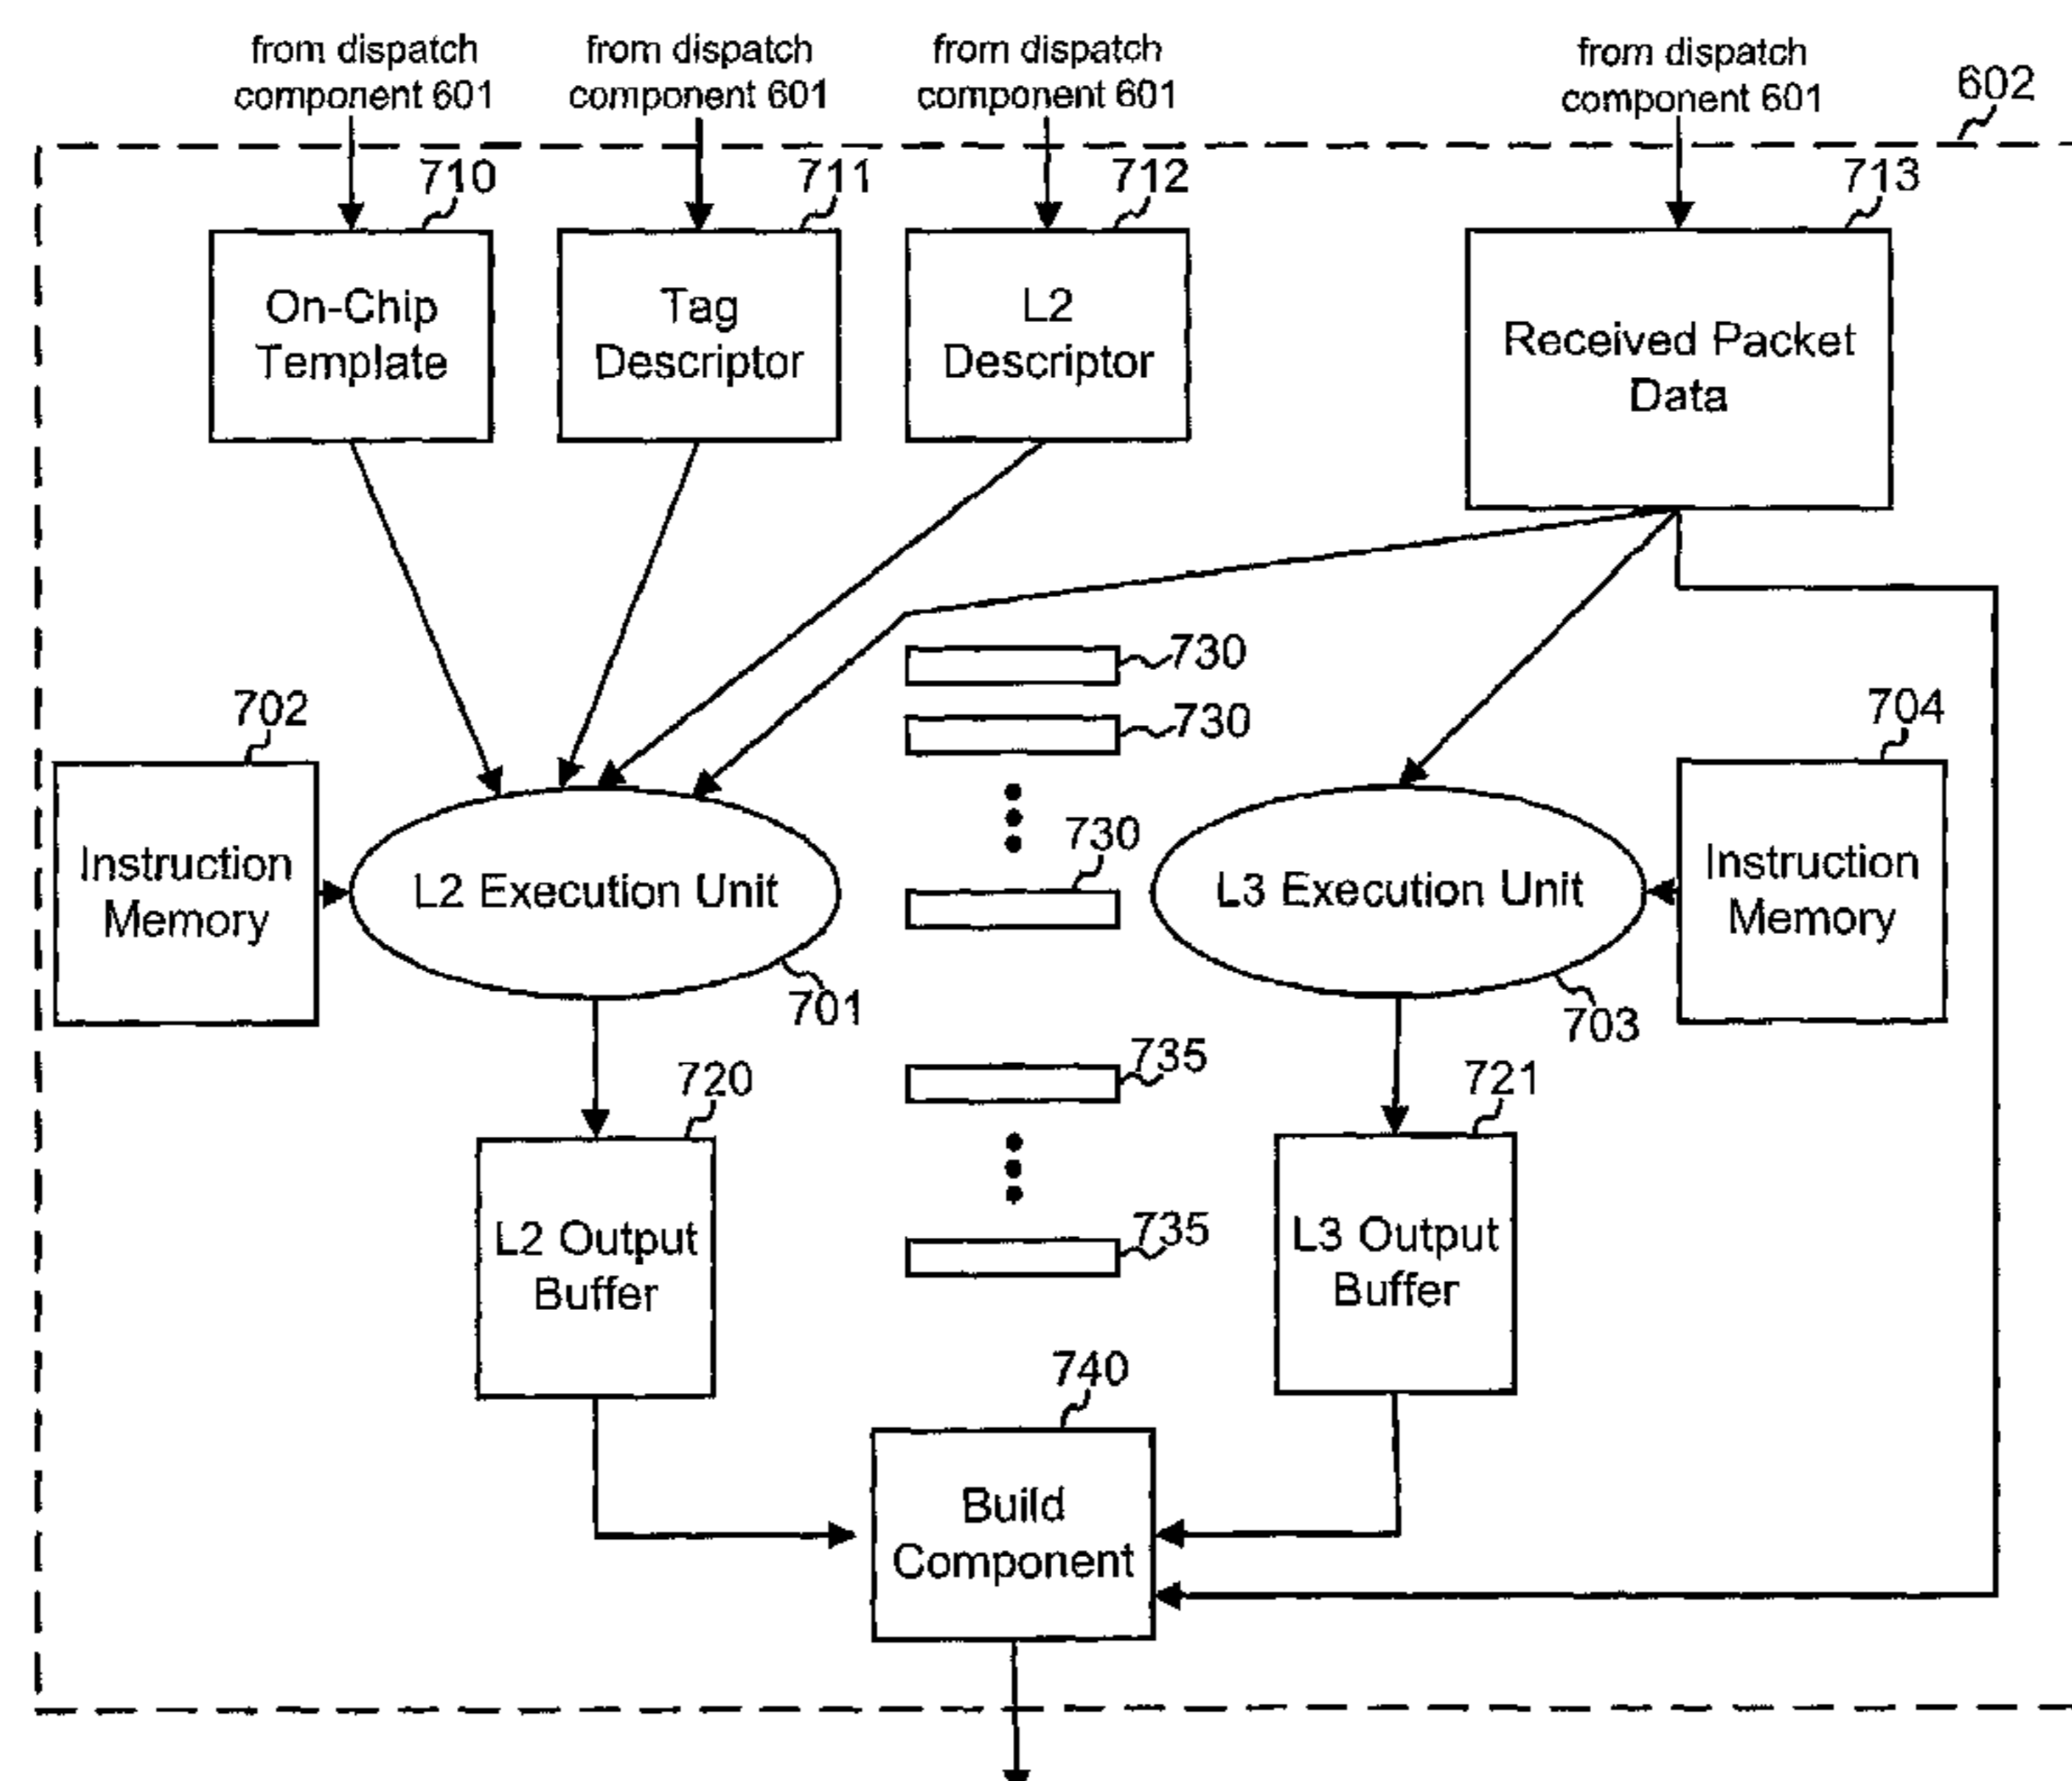 from dispatch
component 601
from dispatch
component 601
from dispatch
component 601
from dispatch
component 601
602
710
711
712
713
On-Chip
Template
Tag
Descriptor
L2
Descriptor
Received Packet
Data
730
730
730
702
704
Instruction
Memory
L2 Execution Unit
L3 Execution Unit
Instruction
Memory
701
703
735
735
720
721
L2 Output
Buffer
L3 Output
Buffer
740
Build
Component